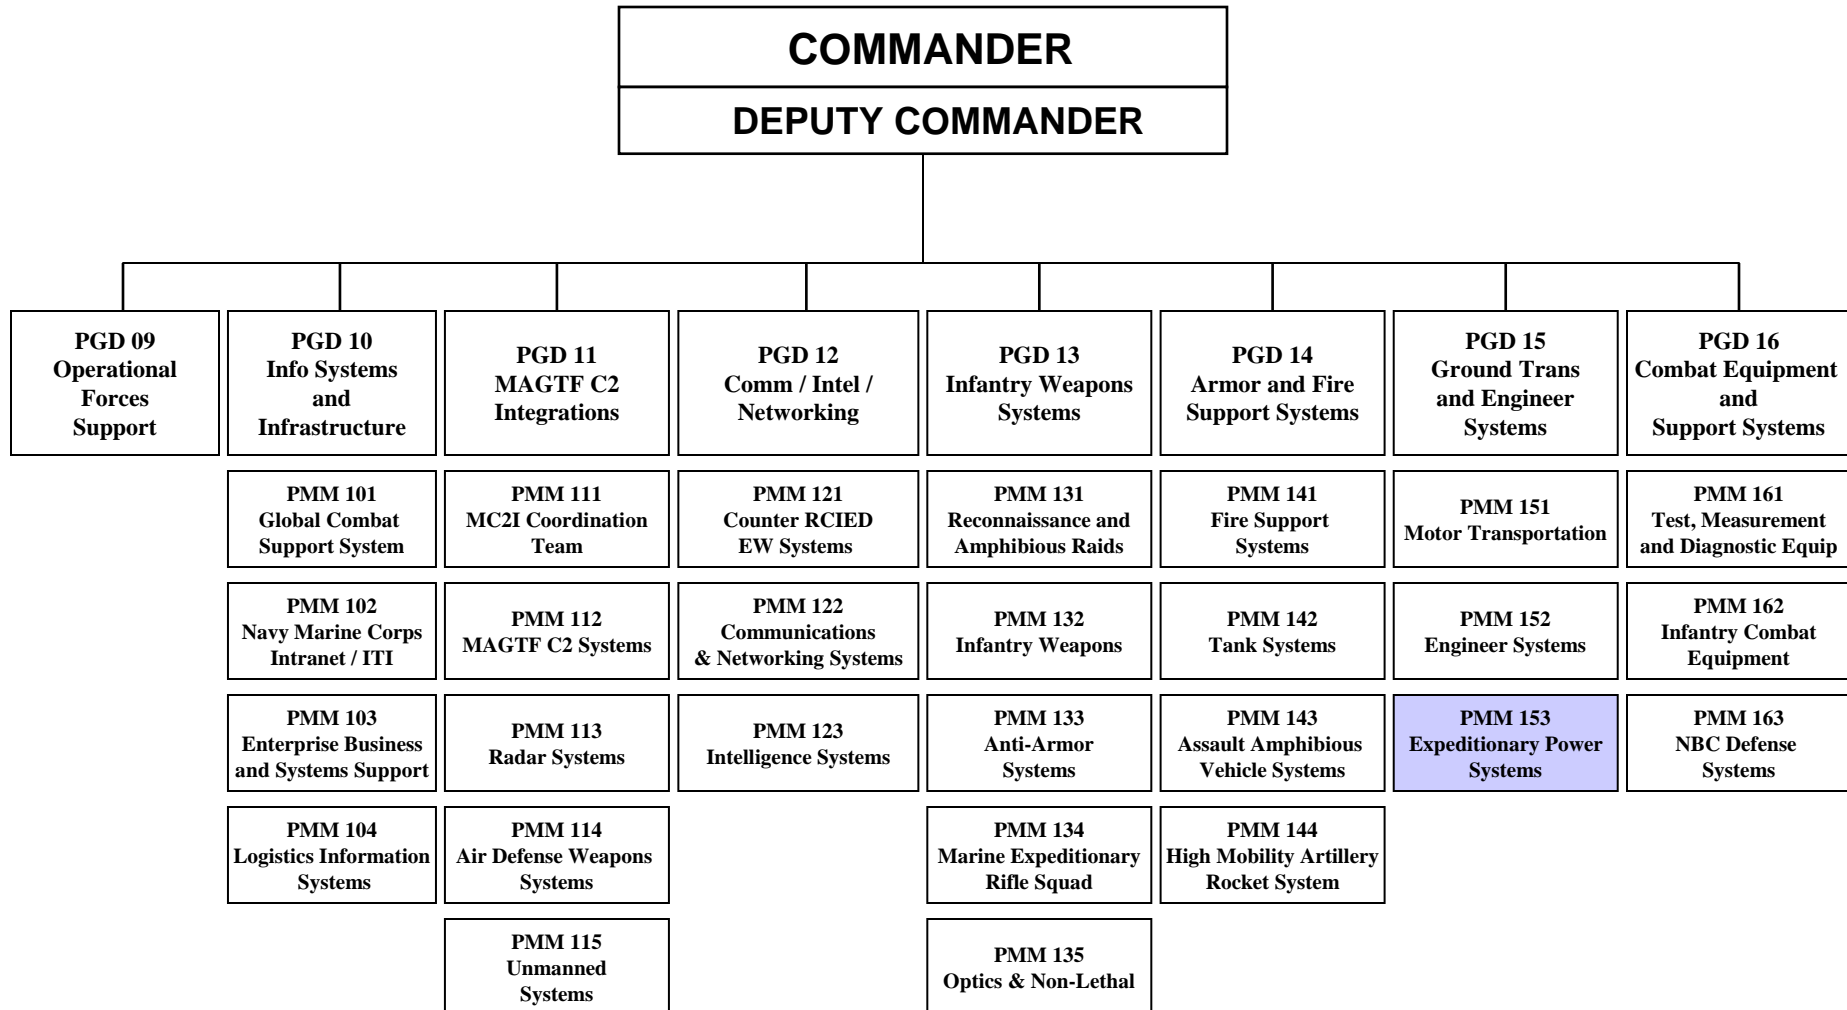 COMMANDER
DEPUTY COMMANDER
PGD 09
Operational
Forces
Support
PGD 10
Info Systems
and
Infrastructure
PGD 11
MAGTF C2
Integrations
PGD 12
Comm / Intel /
Networking
PGD 13
Infantry Weapons
Systems
PGD 14
Armor and Fire
Support Systems
PGD 15
Ground Trans
and Engineer
Systems
PGD 16
Combat Equipment
and
Support Systems
PMM 101
Global Combat
Support System
PMM 111
MC2I Coordination
Team
PMM 121
Counter RCIED
EW Systems
PMM 131
Reconnaissance and
Amphibious Raids
PMM 141
Fire Support
Systems
PMM 151
Motor Transportation
PMM 161
Test, Measurement
and Diagnostic Equip
PMM 102
Navy Marine Corps
Intranet / ITI
PMM 112
MAGTF C2 Systems
PMM 122
Communications
& Networking Systems
PMM 132
Infantry Weapons
PMM 142
Tank Systems
PMM 152
Engineer Systems
PMM 162
Infantry Combat
Equipment
PMM 103
Enterprise Business
and Systems Support
PMM 113
Radar Systems
PMM 123
Intelligence Systems
PMM 133
Anti-Armor
Systems
PMM 143
Assault Amphibious
Vehicle Systems
PMM 153
Expeditionary Power
Systems
PMM 163
NBC Defense
Systems
PMM 104
Logistics Information
Systems
PMM 114
Air Defense Weapons
Systems
PMM 134
Marine Expeditionary
Rifle Squad
PMM 144
High Mobility Artillery
Rocket System
PMM 115
Unmanned
Systems
PMM 135
Optics & Non-Lethal